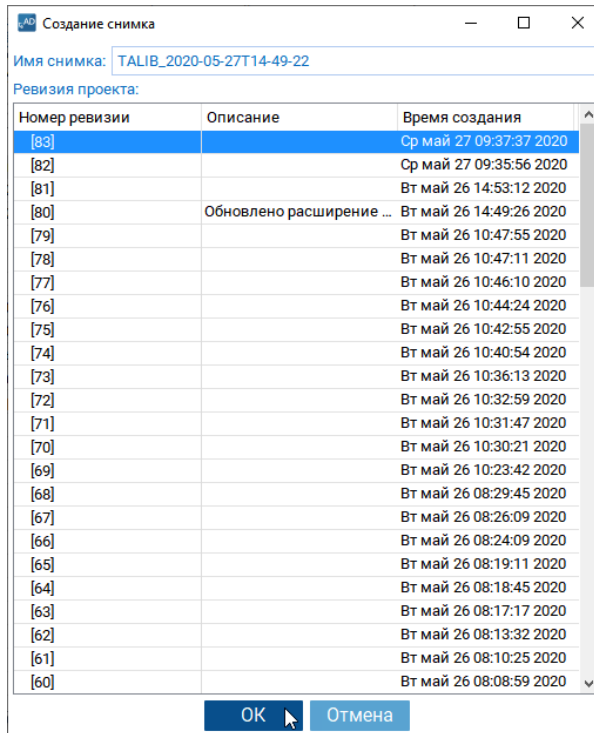 AD Создание снимка
Имя снимка: TALIB_2020-05-27T14-49-22
Ревизия проекта:
Номер ревизии Описание Время создания
[83] Ср май 27 09:37:37 2020
[82] Ср май 27 09:35:56 2020
[81] Вт май 26 14:53:12 2020
[80] Обновлено расширение ... Вт май 26 14:49:26 2020
[79] Вт май 26 10:47:55 2020
[78] Вт май 26 10:47:11 2020
[77] Вт май 26 10:46:10 2020
[76] Вт май 26 10:44:24 2020
[75] Вт май 26 10:42:55 2020
[74] Вт май 26 10:40:54 2020
[73] Вт май 26 10:36:13 2020
[72] Вт май 26 10:32:59 2020
[71] Вт май 26 10:31:47 2020
[70] Вт май 26 10:30:21 2020
[69] Вт май 26 10:23:42 2020
[68] Вт май 26 08:29:45 2020
[67] Вт май 26 08:26:09 2020
[66] Вт май 26 08:24:09 2020
[65] Вт май 26 08:19:11 2020
[64] Вт май 26 08:18:45 2020
[63] Вт май 26 08:17:17 2020
[62] Вт май 26 08:13:32 2020
[61] Вт май 26 08:10:25 2020
[60] Вт май 26 08:08:59 2020
ОК Отмена